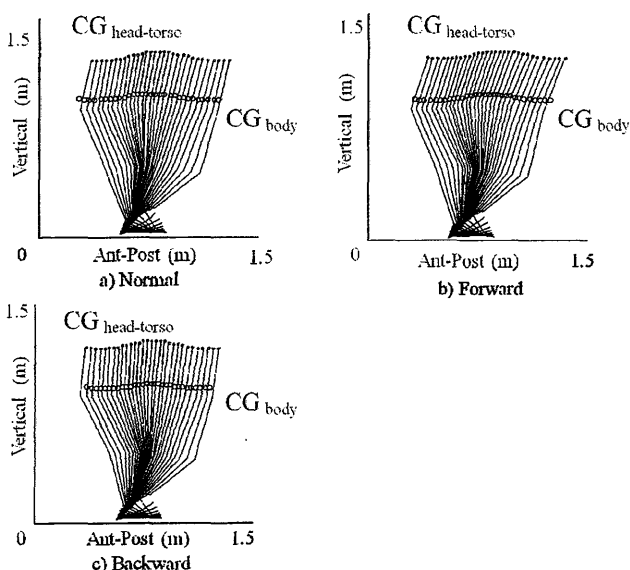 1.5
CG head-torso
CG body
Vertical (m)
0
Ant-Post (m)
1.5
a) Normal
1.5
CG head-torso
CG body
Vertical (m)
0
Ant-Post (m)
1.5
b) Forward
1.5
CG head-torso
CG body
Vertical (m)
0
Ant-Post (m)
1.5
c) Backward